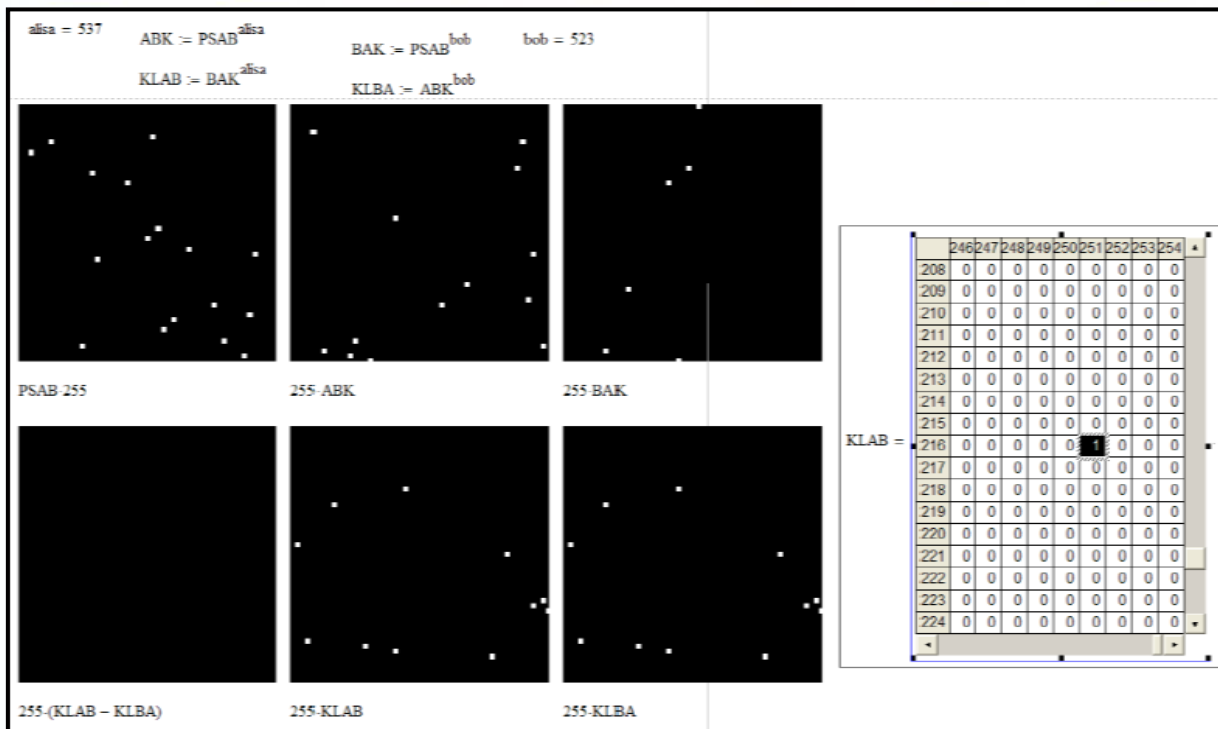 alisa = 537
ABK := PSAB^alisa
BAK := PSAB^bob
bob = 523
KLAB := BAK^alisa
KLBA := ABK^bob
PSAB·255
255·ABK
255·BAK
255·(KLAB – KLBA)
255·KLAB
255·KLBA
KLAB =
246 247 248 249 250 251 252 253 254
208 0 0 0 0 0 0 0 0 0
209 0 0 0 0 0 0 0 0 0
210 0 0 0 0 0 0 0 0 0
211 0 0 0 0 0 0 0 0 0
212 0 0 0 0 0 0 0 0 0
213 0 0 0 0 0 0 0 0 0
214 0 0 0 0 0 0 0 0 0
215 0 0 0 0 0 0 0 0 0
216 0 0 0 0 0 1 0 0 0
217 0 0 0 0 0 0 0 0 0
218 0 0 0 0 0 0 0 0 0
219 0 0 0 0 0 0 0 0 0
220 0 0 0 0 0 0 0 0 0
221 0 0 0 0 0 0 0 0 0
222 0 0 0 0 0 0 0 0 0
223 0 0 0 0 0 0 0 0 0
224 0 0 0 0 0 0 0 0 0